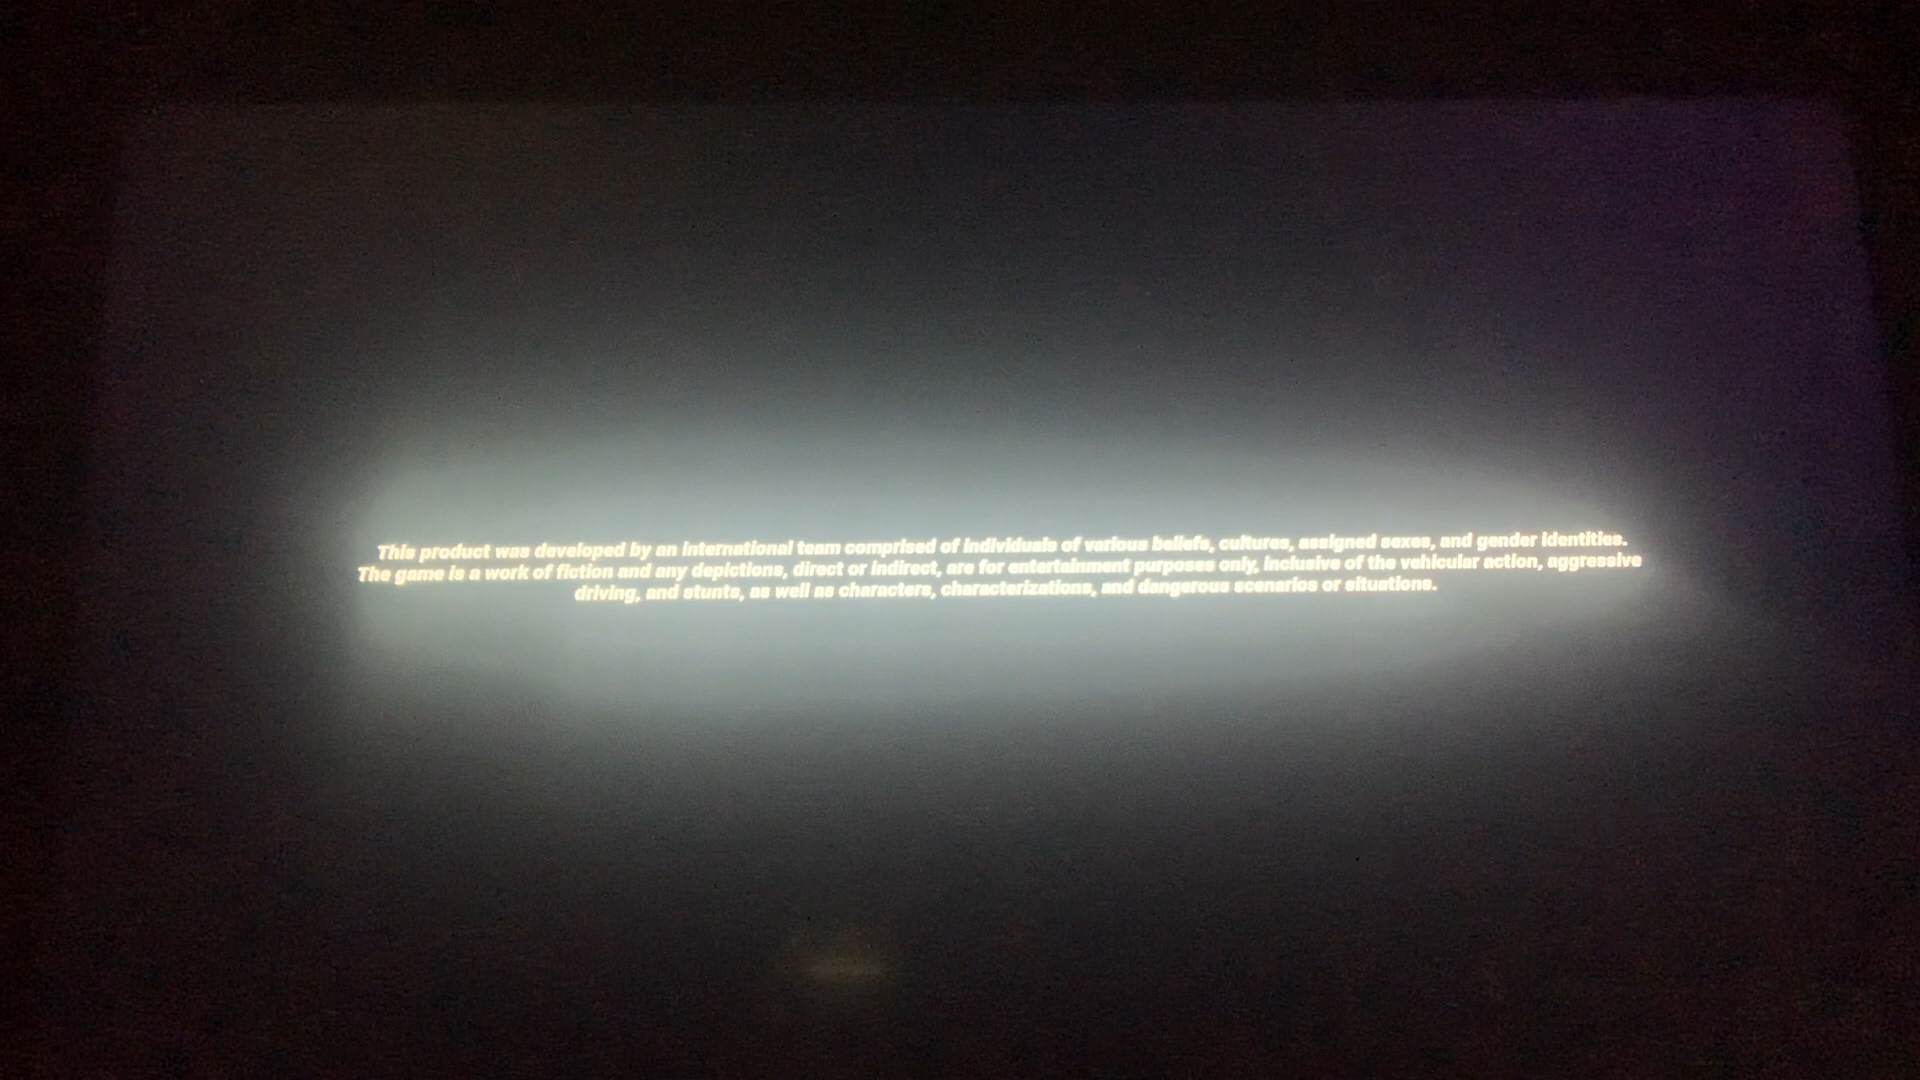 This product was developed by an international team comprised of individuals of various beliefs, cultures, assigned sexes, and gender identities.
The game is a work of fiction and any depictions, direct or indirect, are for entertainment purposes only, inclusive of the vehicular action, aggressive
driving, and stunts, as well as characters, characterizations, and dangerous scenarios or situations.